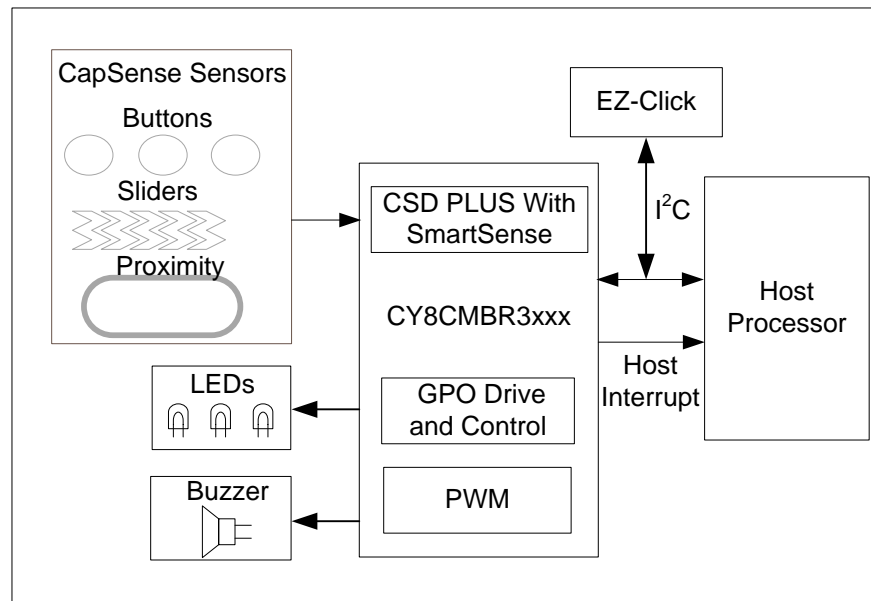 CapSense Sensors
Buttons
Sliders
Proximity
LEDs
Buzzer
CSD PLUS With
SmartSense
CY8CMBR3xxx
GPO Drive
and Control
PWM
EZ-Click
I²C
Host
Interrupt
Host
Processor